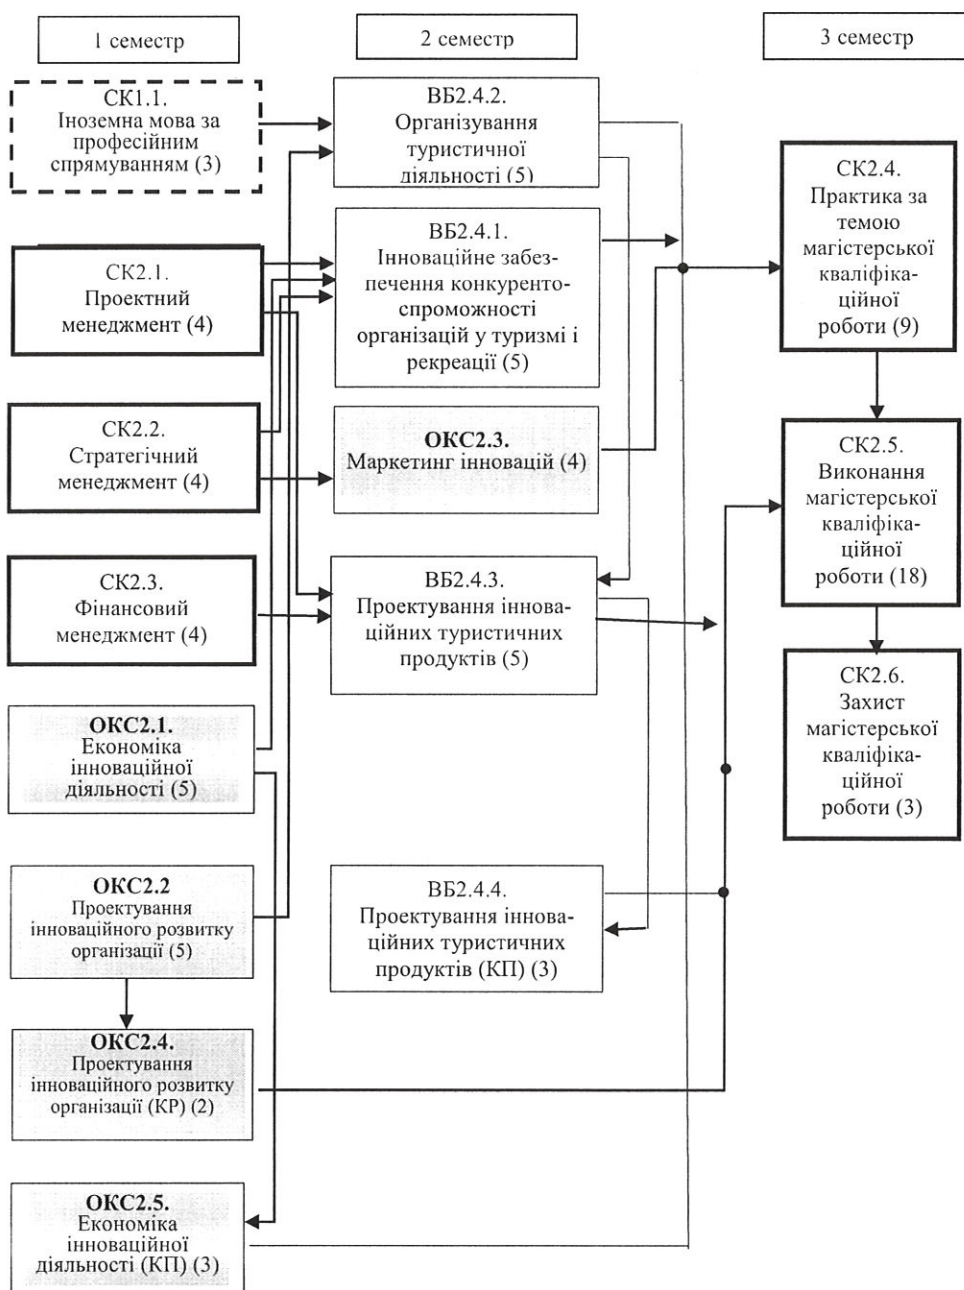 1 семестр
2 семестр
3 семестр
СК1.1.
Іноземна мова за
професійним
спрямуванням (3)
СК2.1.
Проектний
менеджмент (4)
СК2.2.
Стратегічний
менеджмент (4)
СК2.3.
Фінансовий
менеджмент (4)
ОКС2.1.
Економіка
інноваційної
діяльності (5)
ОКС2.2
Проектування
інноваційного розвитку
організації (5)
ОКС2.4.
Проектування
інноваційного розвитку
організації (КР) (2)
ОКС2.5.
Економіка
інноваційної
діяльності (КП) (3)
ВБ2.4.2.
Організування
туристичної
діяльності (5)
ВБ2.4.1.
Інноваційне забез-
печення конкуренто-
спроможності
організацій у туризмі і
рекреації (5)
ОКС2.3.
Маркетинг інновацій (4)
ВБ2.4.3.
Проектування іннова-
ційних туристичних
продуктів (5)
ВБ2.4.4.
Проектування іннова-
ційних туристичних
продуктів (КП) (3)
СК2.4.
Практика за
темою
магістерської
кваліфіка-
ційної
роботи (9)
СК2.5.
Виконання
магістерської
кваліфіка-
ційної
роботи (18)
СК2.6.
Захист
магістерської
кваліфіка-
ційної
роботи (3)